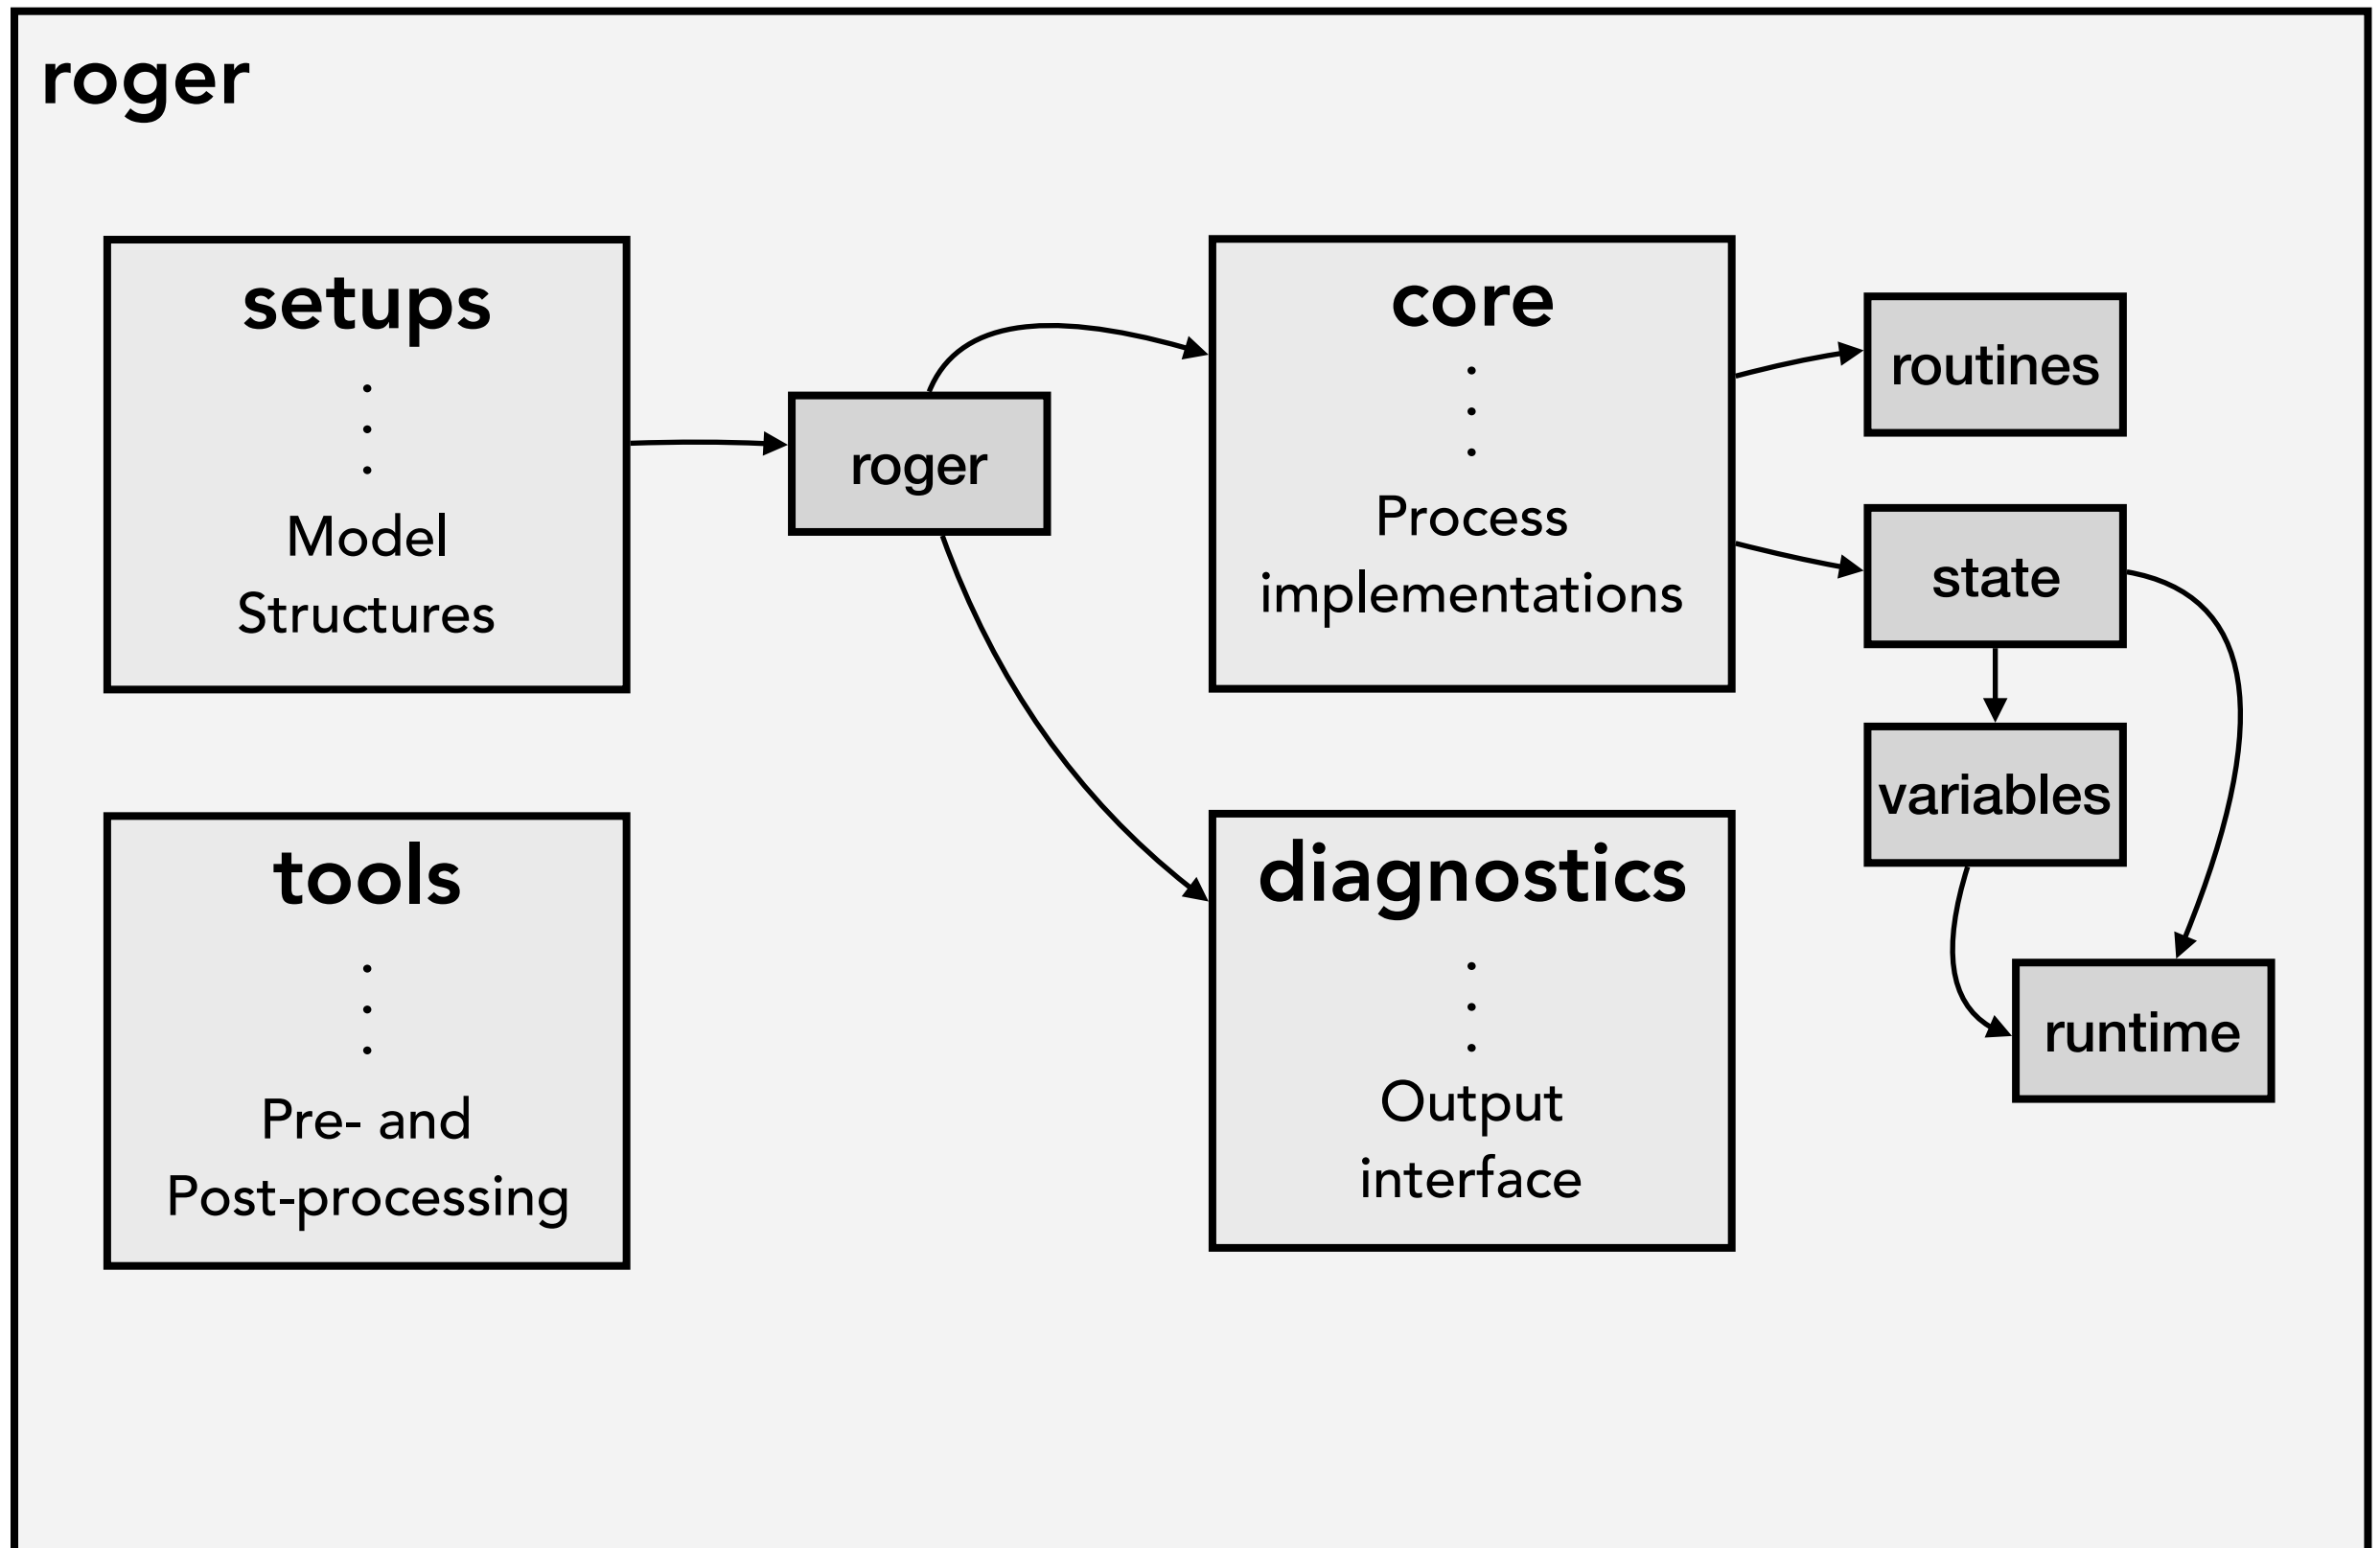 roger
setups
.
.
.
Model
Structures
roger
core
.
.
.
Process
implementations
routines
state
variables
runtime
tools
.
.
.
Pre- and
Post-processing
diagnostics
.
.
.
Output
interface